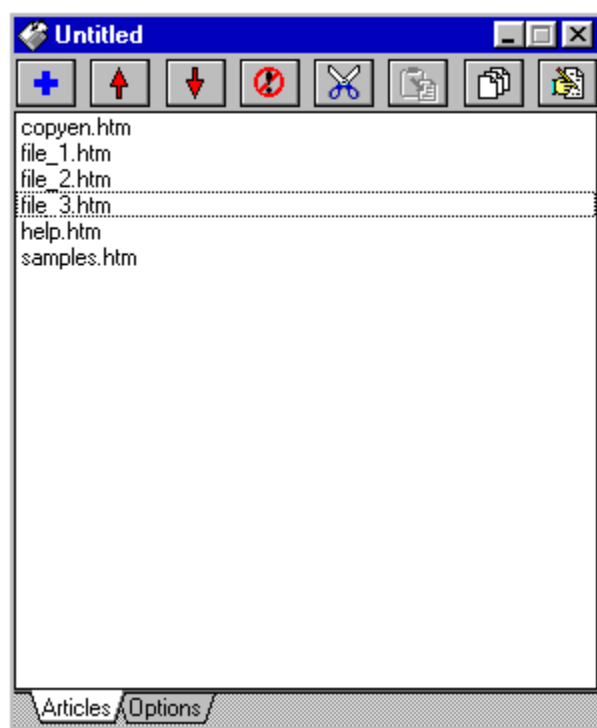 Untitled
copyen.htm
file_1.htm
file_2.htm
file_3.htm
help.htm
samples.htm
Articles Options